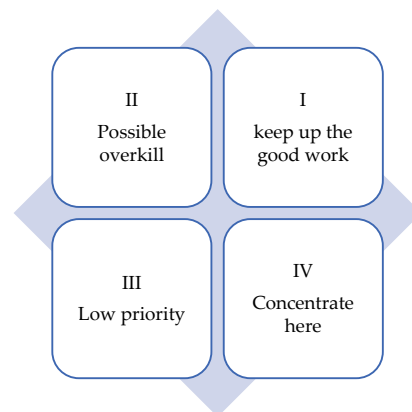 II
Possible
overkill
I
keep up the
good work
III
Low priority
IV
Concentrate
here